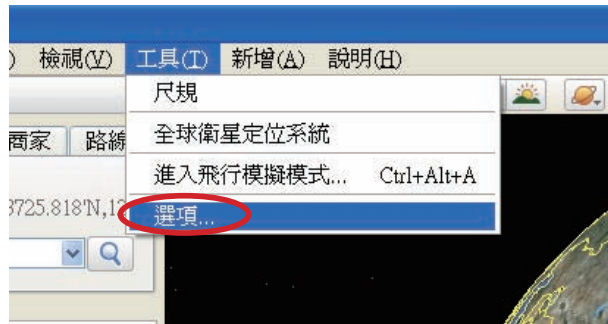 ) 檢視(V) 工具(T) 新增(A) 說明(H)
尺規
商家 路線 全球衛星定位系統
進入飛行模擬模式... Ctrl+Alt+A
3725.818'N,12 選項...